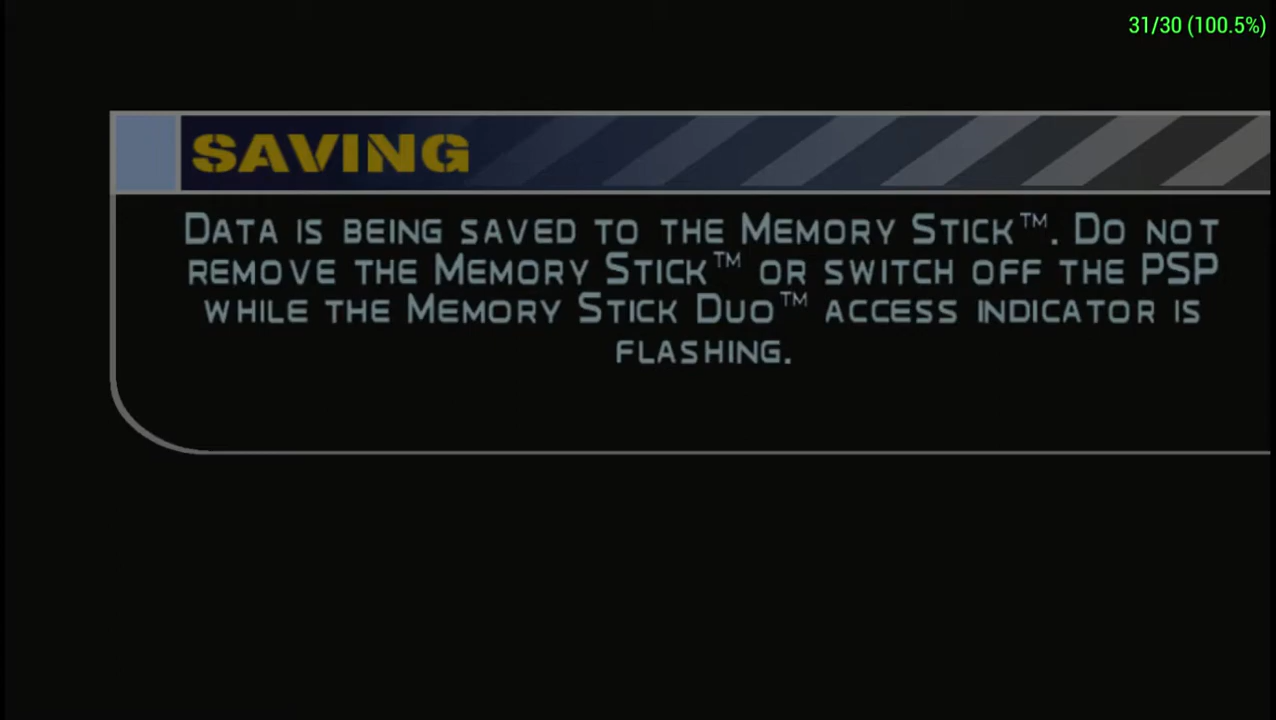 31/30 (100.5%)
SAVING
Data is being saved to the Memory Stick™. Do not
remove the Memory Stick™ or switch off the PSP
while the Memory Stick Duo™ access indicator is
flashing.